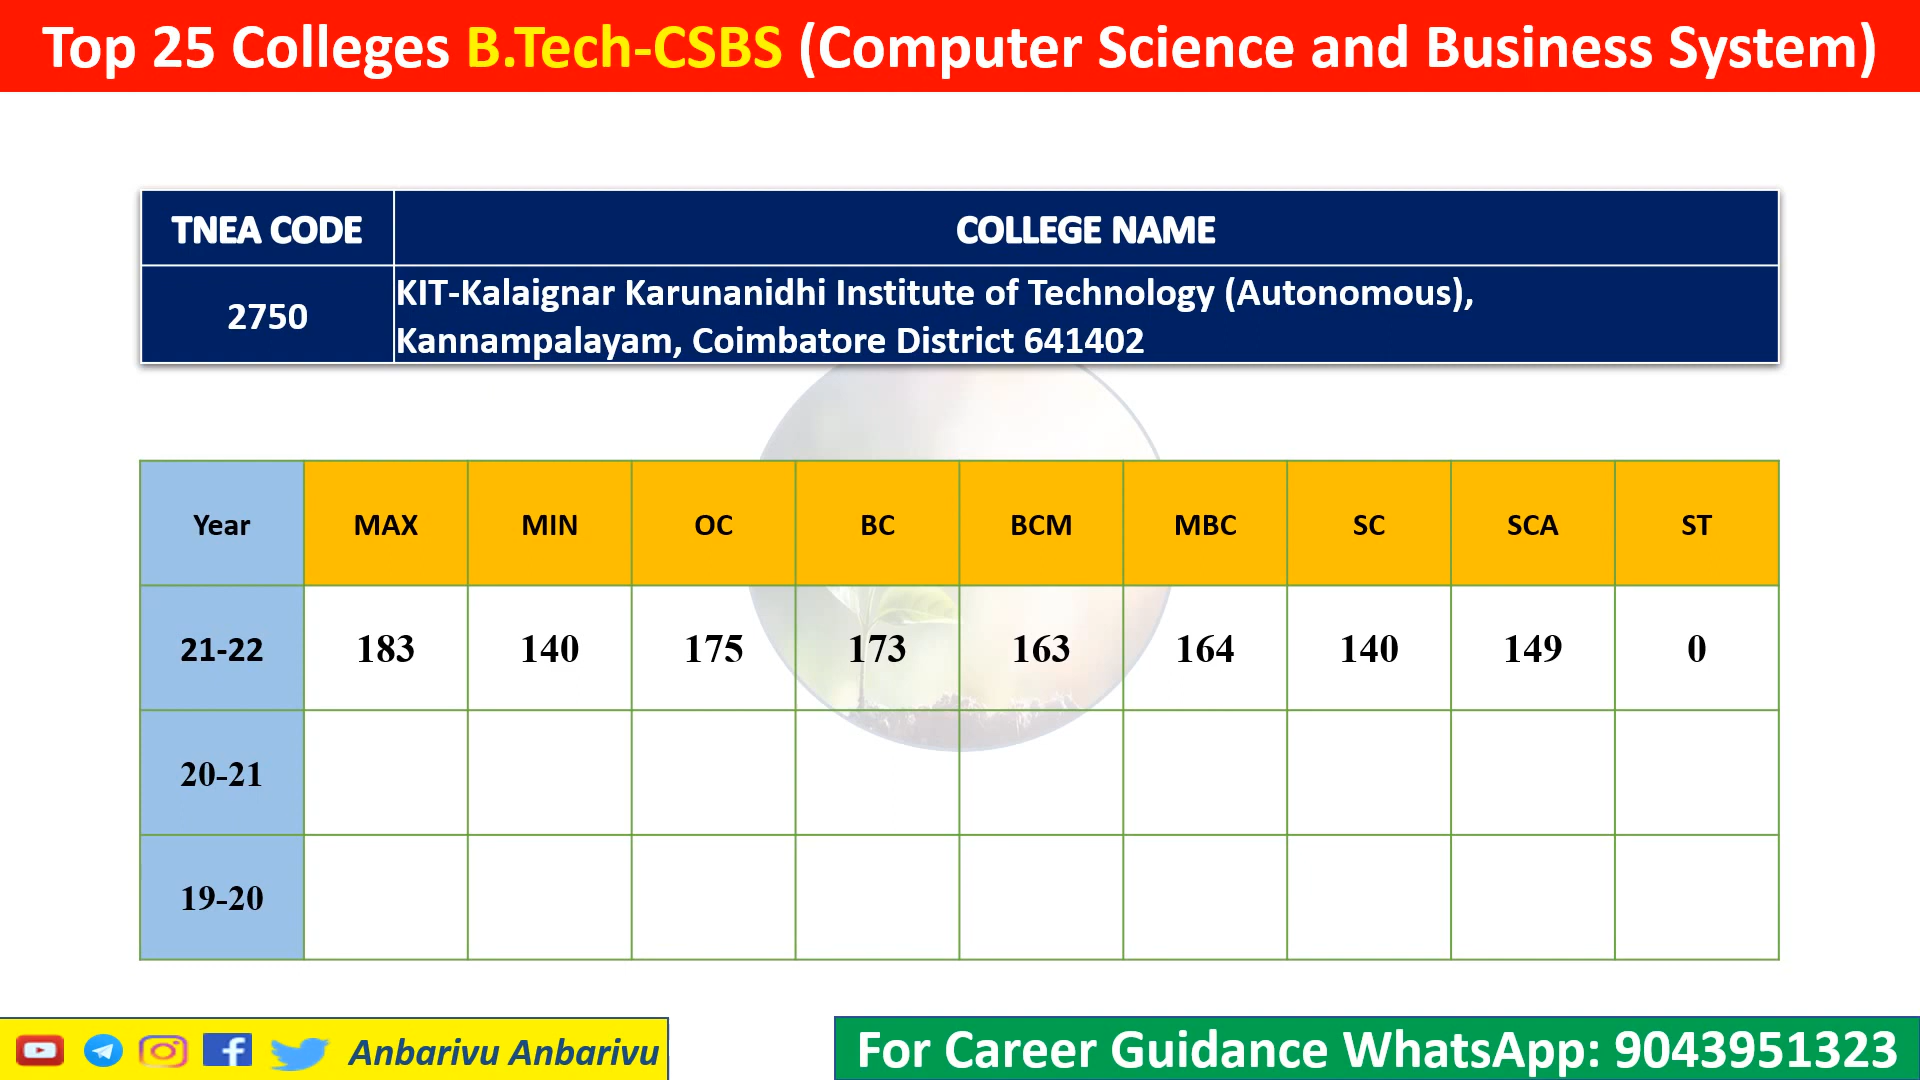 Top 25 Colleges B.Tech-CSBS (Computer Science and Business System)
TNEA CODE COLLEGE NAME
2750 KIT-Kalaignar Karunanidhi Institute of Technology (Autonomous),
Kannampalayam, Coimbatore District 641402
Year MAX MIN OC BC BCM MBC SC SCA ST
21-22 183 140 175 173 163 164 140 149 0
20-21
19-20
Anbarivu Anbarivu
For Career Guidance WhatsApp: 9043951323